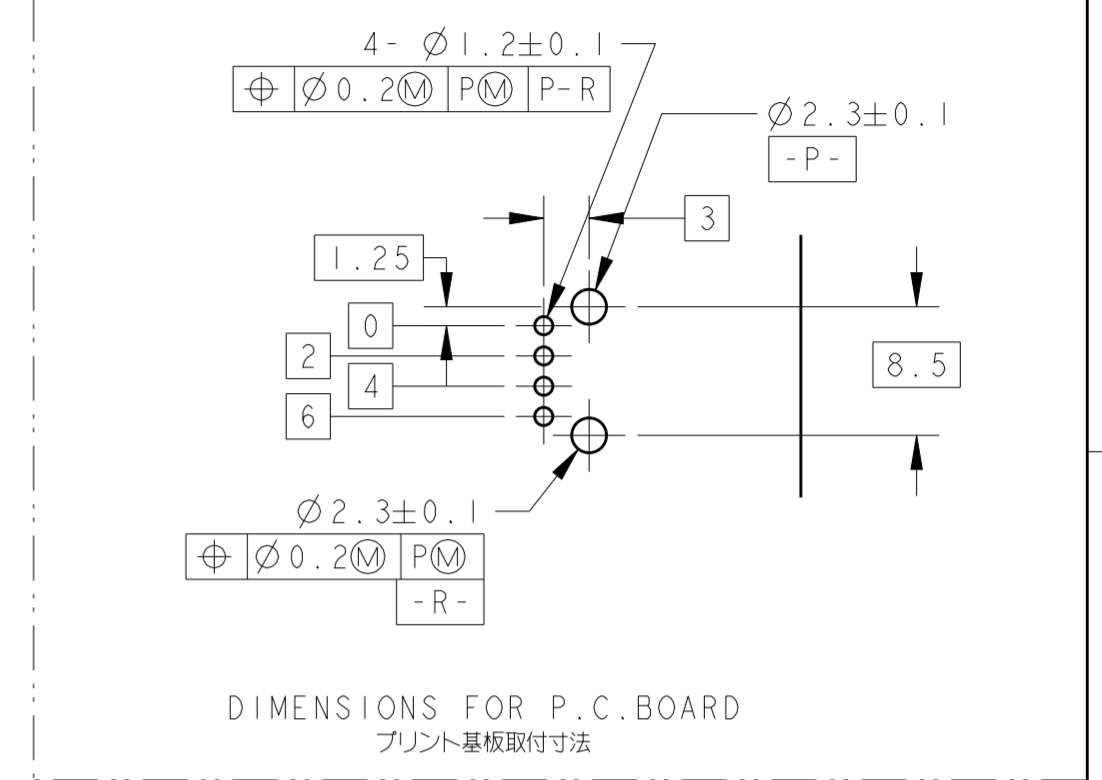 4- Ø1.2±0.1
⌖ Ø0.2Ⓜ PⓂ P-R
Ø2.3±0.1
-P-
3
1.25
0
2
8.5
4
6
Ø2.3±0.1
⌖ Ø0.2Ⓜ PⓂ
-R-
DIMENSIONS FOR P.C.BOARD
プリント基板取付寸法